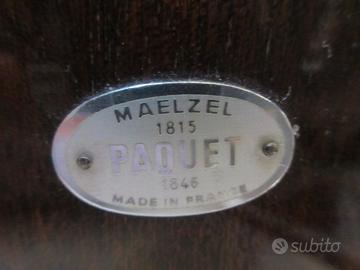 MAELZEL
1815
PAQUET
1846
MADE IN FRANCE
subito